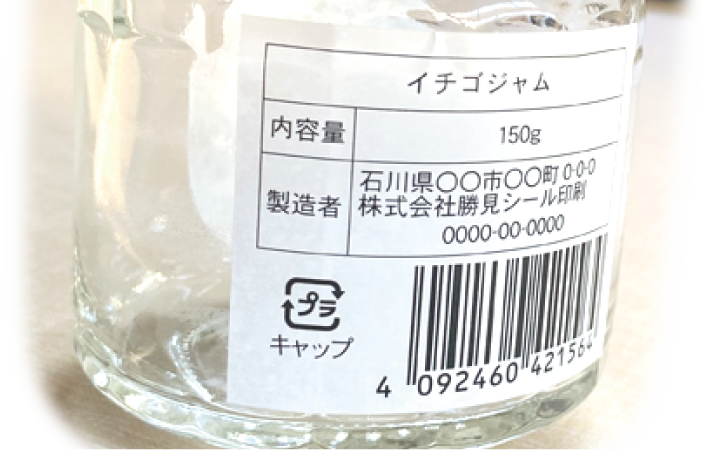 イチゴジャム
内容量 150g
製造者 石川県〇〇市〇〇町 0-0-0
株式会社勝見シール印刷
0000-00-0000
プラ
キャップ
4 092460 421564